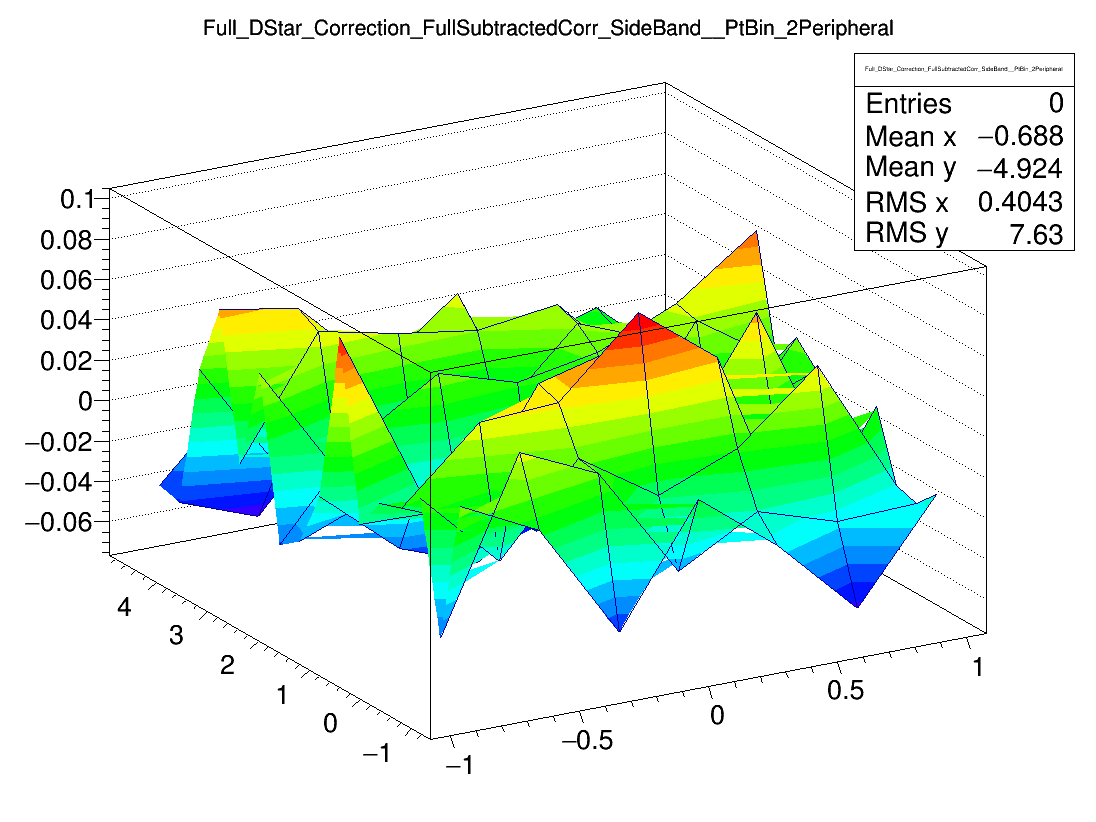 Full_DStar_Correction_FullSubtractedCorr_SideBand__PtBin_2Peripheral
Full_DStar_Correction_FullSubtractedCorr_SideBand__PtBin_2Peripheral
Entries 0
Mean x −0.688
Mean y −4.924
RMS x 0.4043
RMS y 7.63
0.1
0.08
0.06
0.04
0.02
0
−0.02
−0.04
−0.06
4
3
2
1
0
−1
−1
−0.5
0
0.5
1